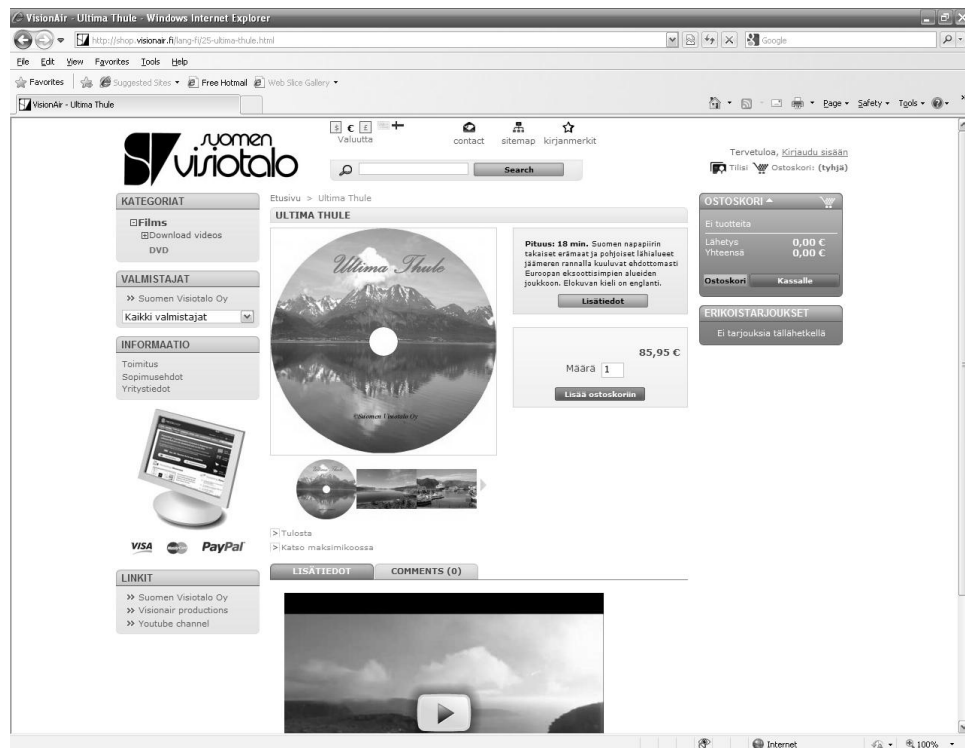 VisionAir - Ultima Thule - Windows Internet Explorer
http://shop.visionair.fi/lang-fi/25-ultima-thule.html
Google
File Edit View Favorites Tools Help
Favorites Suggested Sites Free Hotmail Web Slice Gallery
VisionAir - Ultima Thule
Page Safety Tools
SUOMEN
visiotalo
$ € £
Valuutta
contact sitemap kirjanmerkit
Search
Tervetuloa, Kirjaudu sisään
Tilisi Ostoskori: (tyhjä)
KATEGORIAT
Films
Download videos
DVD
VALMISTAJAT
Suomen Visiotalo Oy
Kaikki valmistajat
INFORMAATIO
Toimitus
Sopimusehdot
Yritystiedot
VISA PayPal
LINKIT
Suomen Visiotalo Oy
Visionair productions
Youtube channel
Etusivu > Ultima Thule
ULTIMA THULE
Ultima Thule
©Suomen Visiotalo Oy
Pituus: 18 min. Suomen napapiirin
takaiset erämaat ja pohjoiset lähialueet
jäämeren rannalla kuuluvat ehdottomasti
Euroopan eksoottisimpien alueiden
joukkoon. Elokuvan kieli on englanti.
Lisätiedot
85,95 €
Määrä 1
Lisää ostoskoriin
> Tulosta
> Katso maksimikoossa
LISÄTIEDOT COMMENTS (0)
OSTOSKORI
Ei tuotteita
Lähetys 0,00 €
Yhteensä 0,00 €
Ostoskori Kassalle
ERIKOISTARJOUKSET
Ei tarjouksia tällähetkellä
Internet 100%